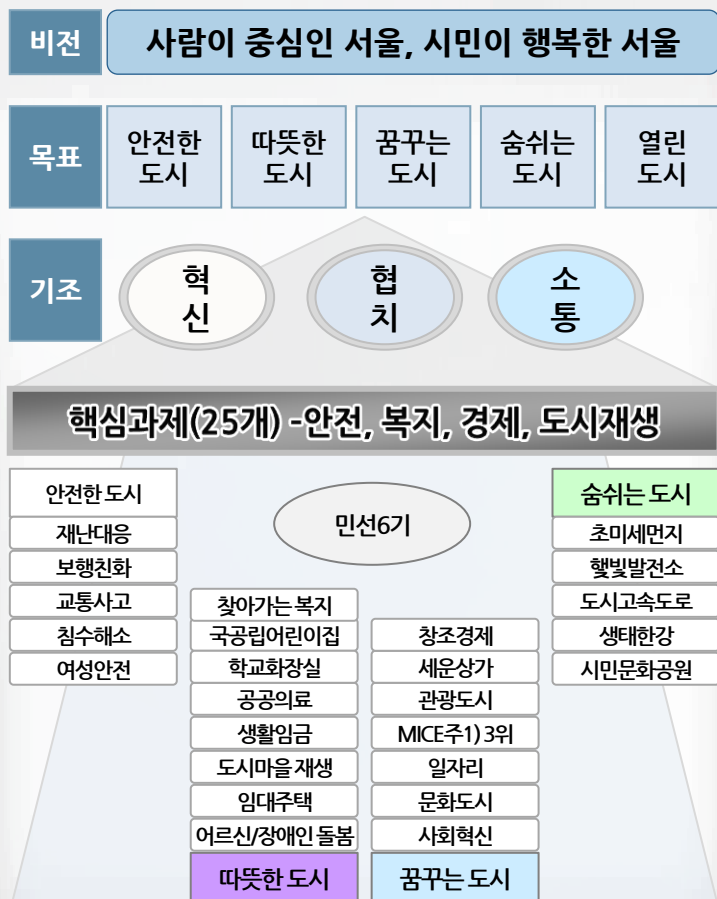 비전
사람이 중심인 서울, 시민이 행복한 서울
목표
안전한
도시
따뜻한
도시
꿈꾸는
도시
숨쉬는
도시
열린
도시
기조
혁
신
협
치
소
통
핵심과제(25개) -안전, 복지, 경제, 도시재생
안전한 도시
재난대응
보행친화
교통사고
침수해소
여성안전
민선6기
찾아가는 복지
국공립어린이집
학교화장실
공공의료
생활임금
도시마을 재생
임대주택
어르신/장애인 돌봄
따뜻한 도시
창조경제
세운상가
관광도시
MICE주1) 3위
일자리
문화도시
사회혁신
꿈꾸는 도시
숨쉬는 도시
초미세먼지
햋빛발전소
도시고속도로
생태한강
시민문화공원